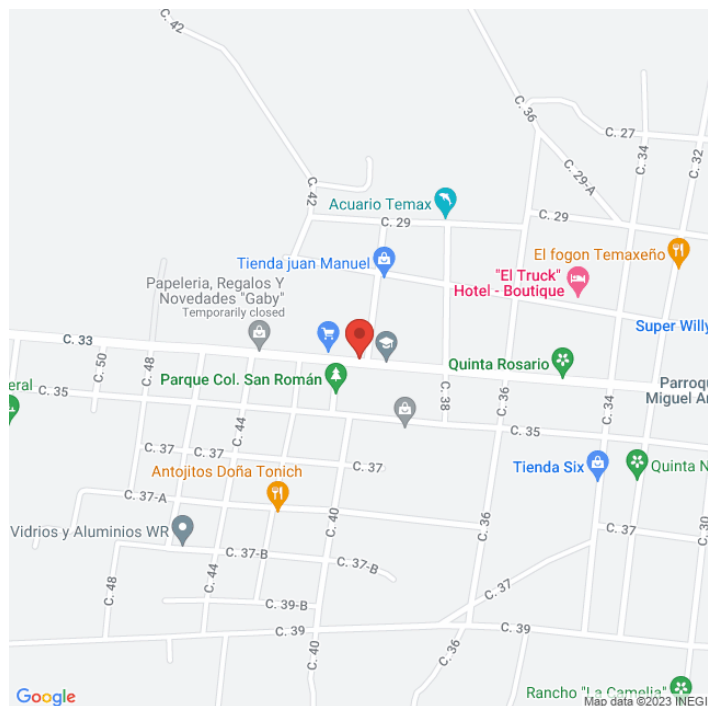 C. 42
C. 36
C. 27
C. 34
C. 32
C. 29-A
C. 42
Acuario Temax
C. 29
C. 29
El fogon Temaxeño
Tienda juan Manuel
"El Truck"
Hotel - Boutique
Papeleria, Regalos Y
Novedades "Gaby"
Temporarily closed
Super Willy
C. 33
C. 50
C. 48
Parque Col. San Román
Quinta Rosario
Parroqu
Miguel Ar
eral
C. 35
C. 44
C. 38
C. 36
C. 34
C. 35
C. 37
C. 37
C. 37
Antojitos Doña Tonich
Tienda Six
Quinta N
C. 37-A
C. 40
C. 36
C. 37
C. 30
Vidrios y Aluminios WR
C. 37-B
C. 37-B
C. 48
C. 44
C. 37
C. 39-B
C. 39
C. 39
C. 40
C. 36
Rancho "La Camelia"
Google
Map data ©2023 INEGI